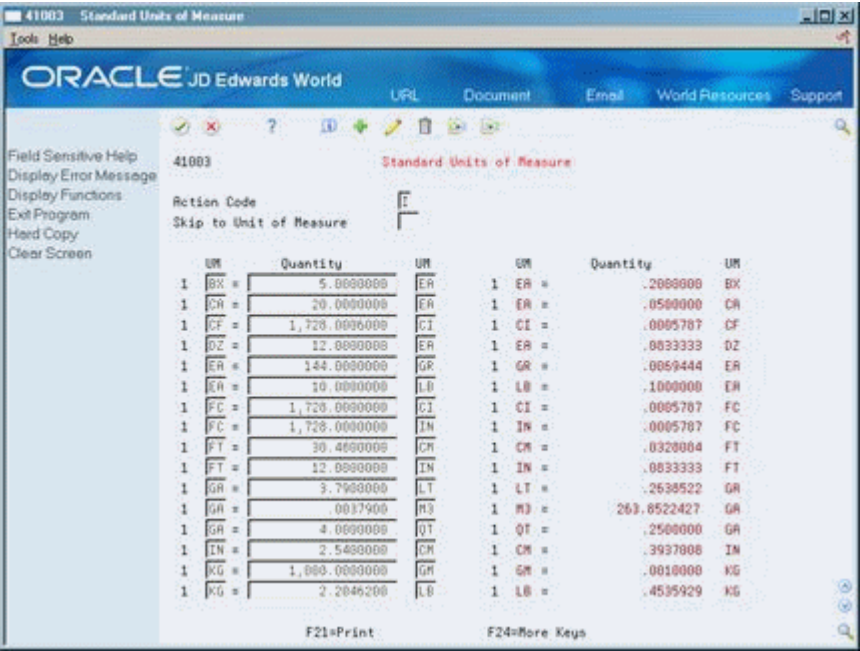 41003 Standard Units of Measure
Tools Help
ORACLE JD Edwards World
URL Document Email World Resources Support
Field Sensitive Help
Display Error Message
Display Functions
Exit Program
Hard Copy
Clear Screen
?
41003 Standard Units of Measure
Action Code I
Skip to Unit of Measure
UM Quantity UM UM Quantity UM
1 BX = 5.0000000 EA 1 EA = .2000000 BX
1 CA = 20.0000000 EA 1 EA = .0500000 CA
1 CF = 1,728.0006000 CI 1 CI = .0005787 CF
1 DZ = 12.0000000 EA 1 EA = .0833333 DZ
1 EA = 144.0000000 GR 1 GR = .0069444 EA
1 EA = 10.0000000 LB 1 LB = .1000000 EA
1 FC = 1,728.0000000 CI 1 CI = .0005787 FC
1 FC = 1,728.0000000 IN 1 IN = .0005787 FC
1 FT = 30.4800000 CM 1 CM = .0328084 FT
1 FT = 12.0000000 IN 1 IN = .0833333 FT
1 GA = 3.7900000 LT 1 LT = .2638522 GA
1 GA = .0037900 M3 1 M3 = 263.8522427 GA
1 GA = 4.0000000 QT 1 QT = .2500000 GA
1 IN = 2.5400000 CM 1 CM = .3937008 IN
1 KG = 1,000.0000000 GM 1 GM = .0010000 KG
1 KG = 2.2046200 LB 1 LB = .4535929 KG
F21=Print F24=More Keys